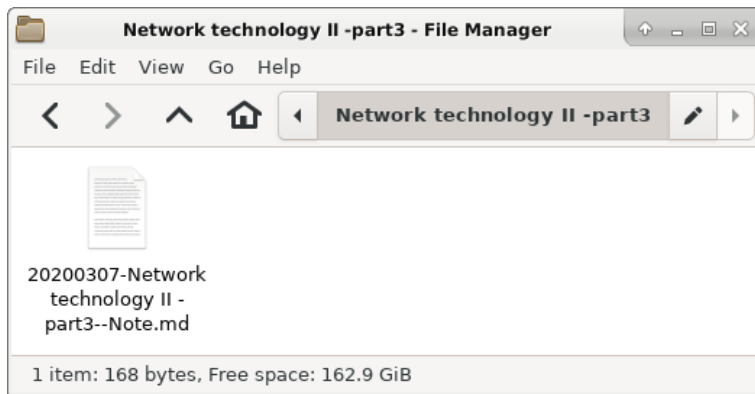 Network technology II -part3 - File Manager
File Edit View Go Help
Network technology II -part3
20200307-Network
technology II -
part3--Note.md
1 item: 168 bytes, Free space: 162.9 GiB